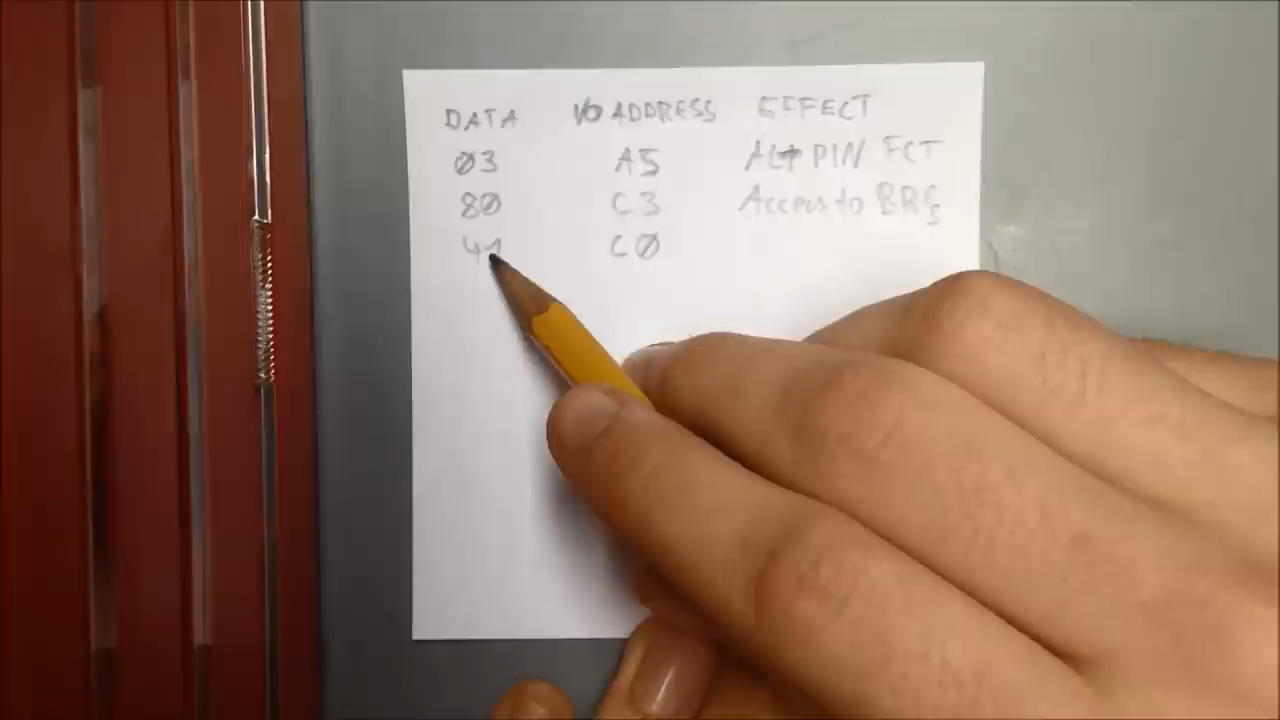 DATA I/O ADDRESS EFFECT
Ø3 A5 ALT PIN FCT
8Ø C3 Access to BRG
41 CØ